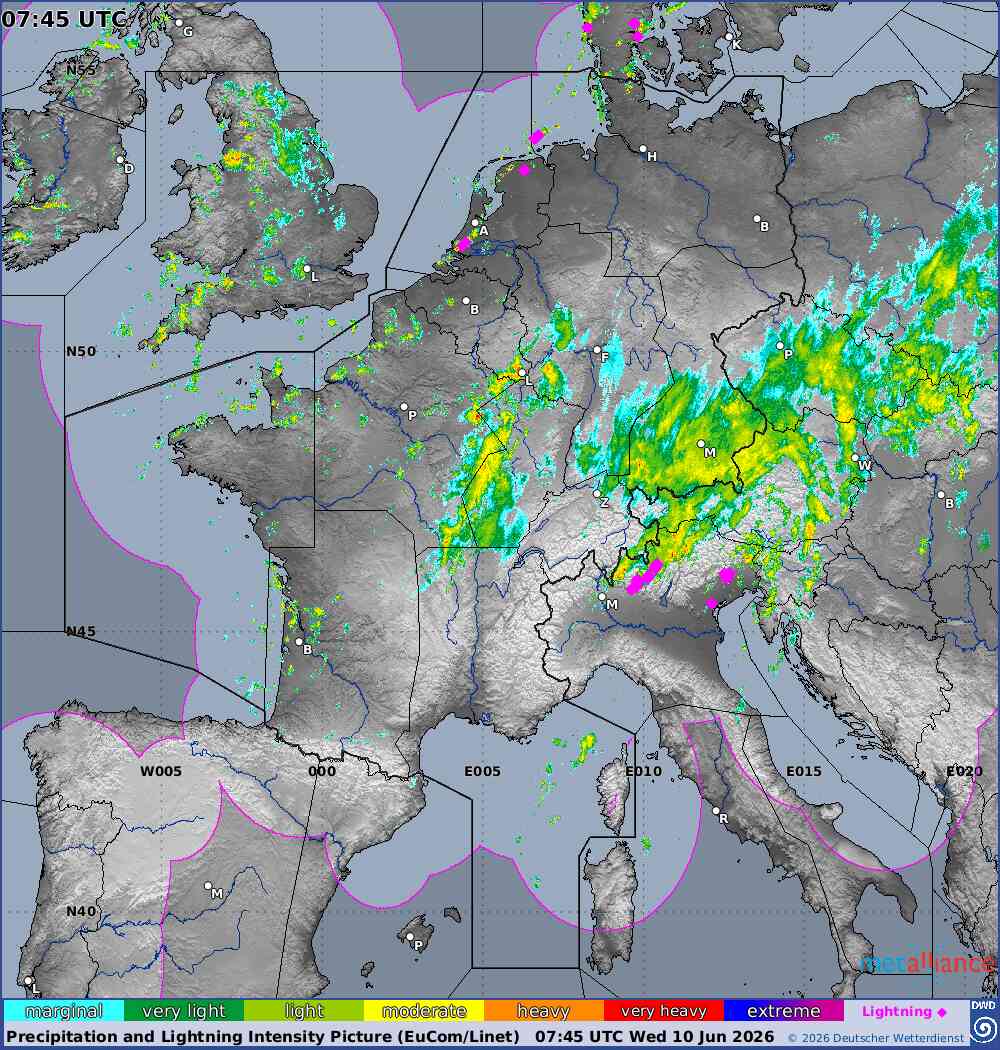 07:45 UTC
G
K
N55
D
H
A
B
L
B
N50
F
P
L
P
M
W
Z
B
M
N45
B
W005
000
E005
E010
E015
E020
R
M
N40
P
L
metalliance
marginal very light light moderate heavy very heavy extreme Lightning ◆
DWD
Precipitation and Lightning Intensity Picture (EuCom/Linet) 07:45 UTC Wed 10 Jun 2026 © 2026 Deutscher Wetterdienst